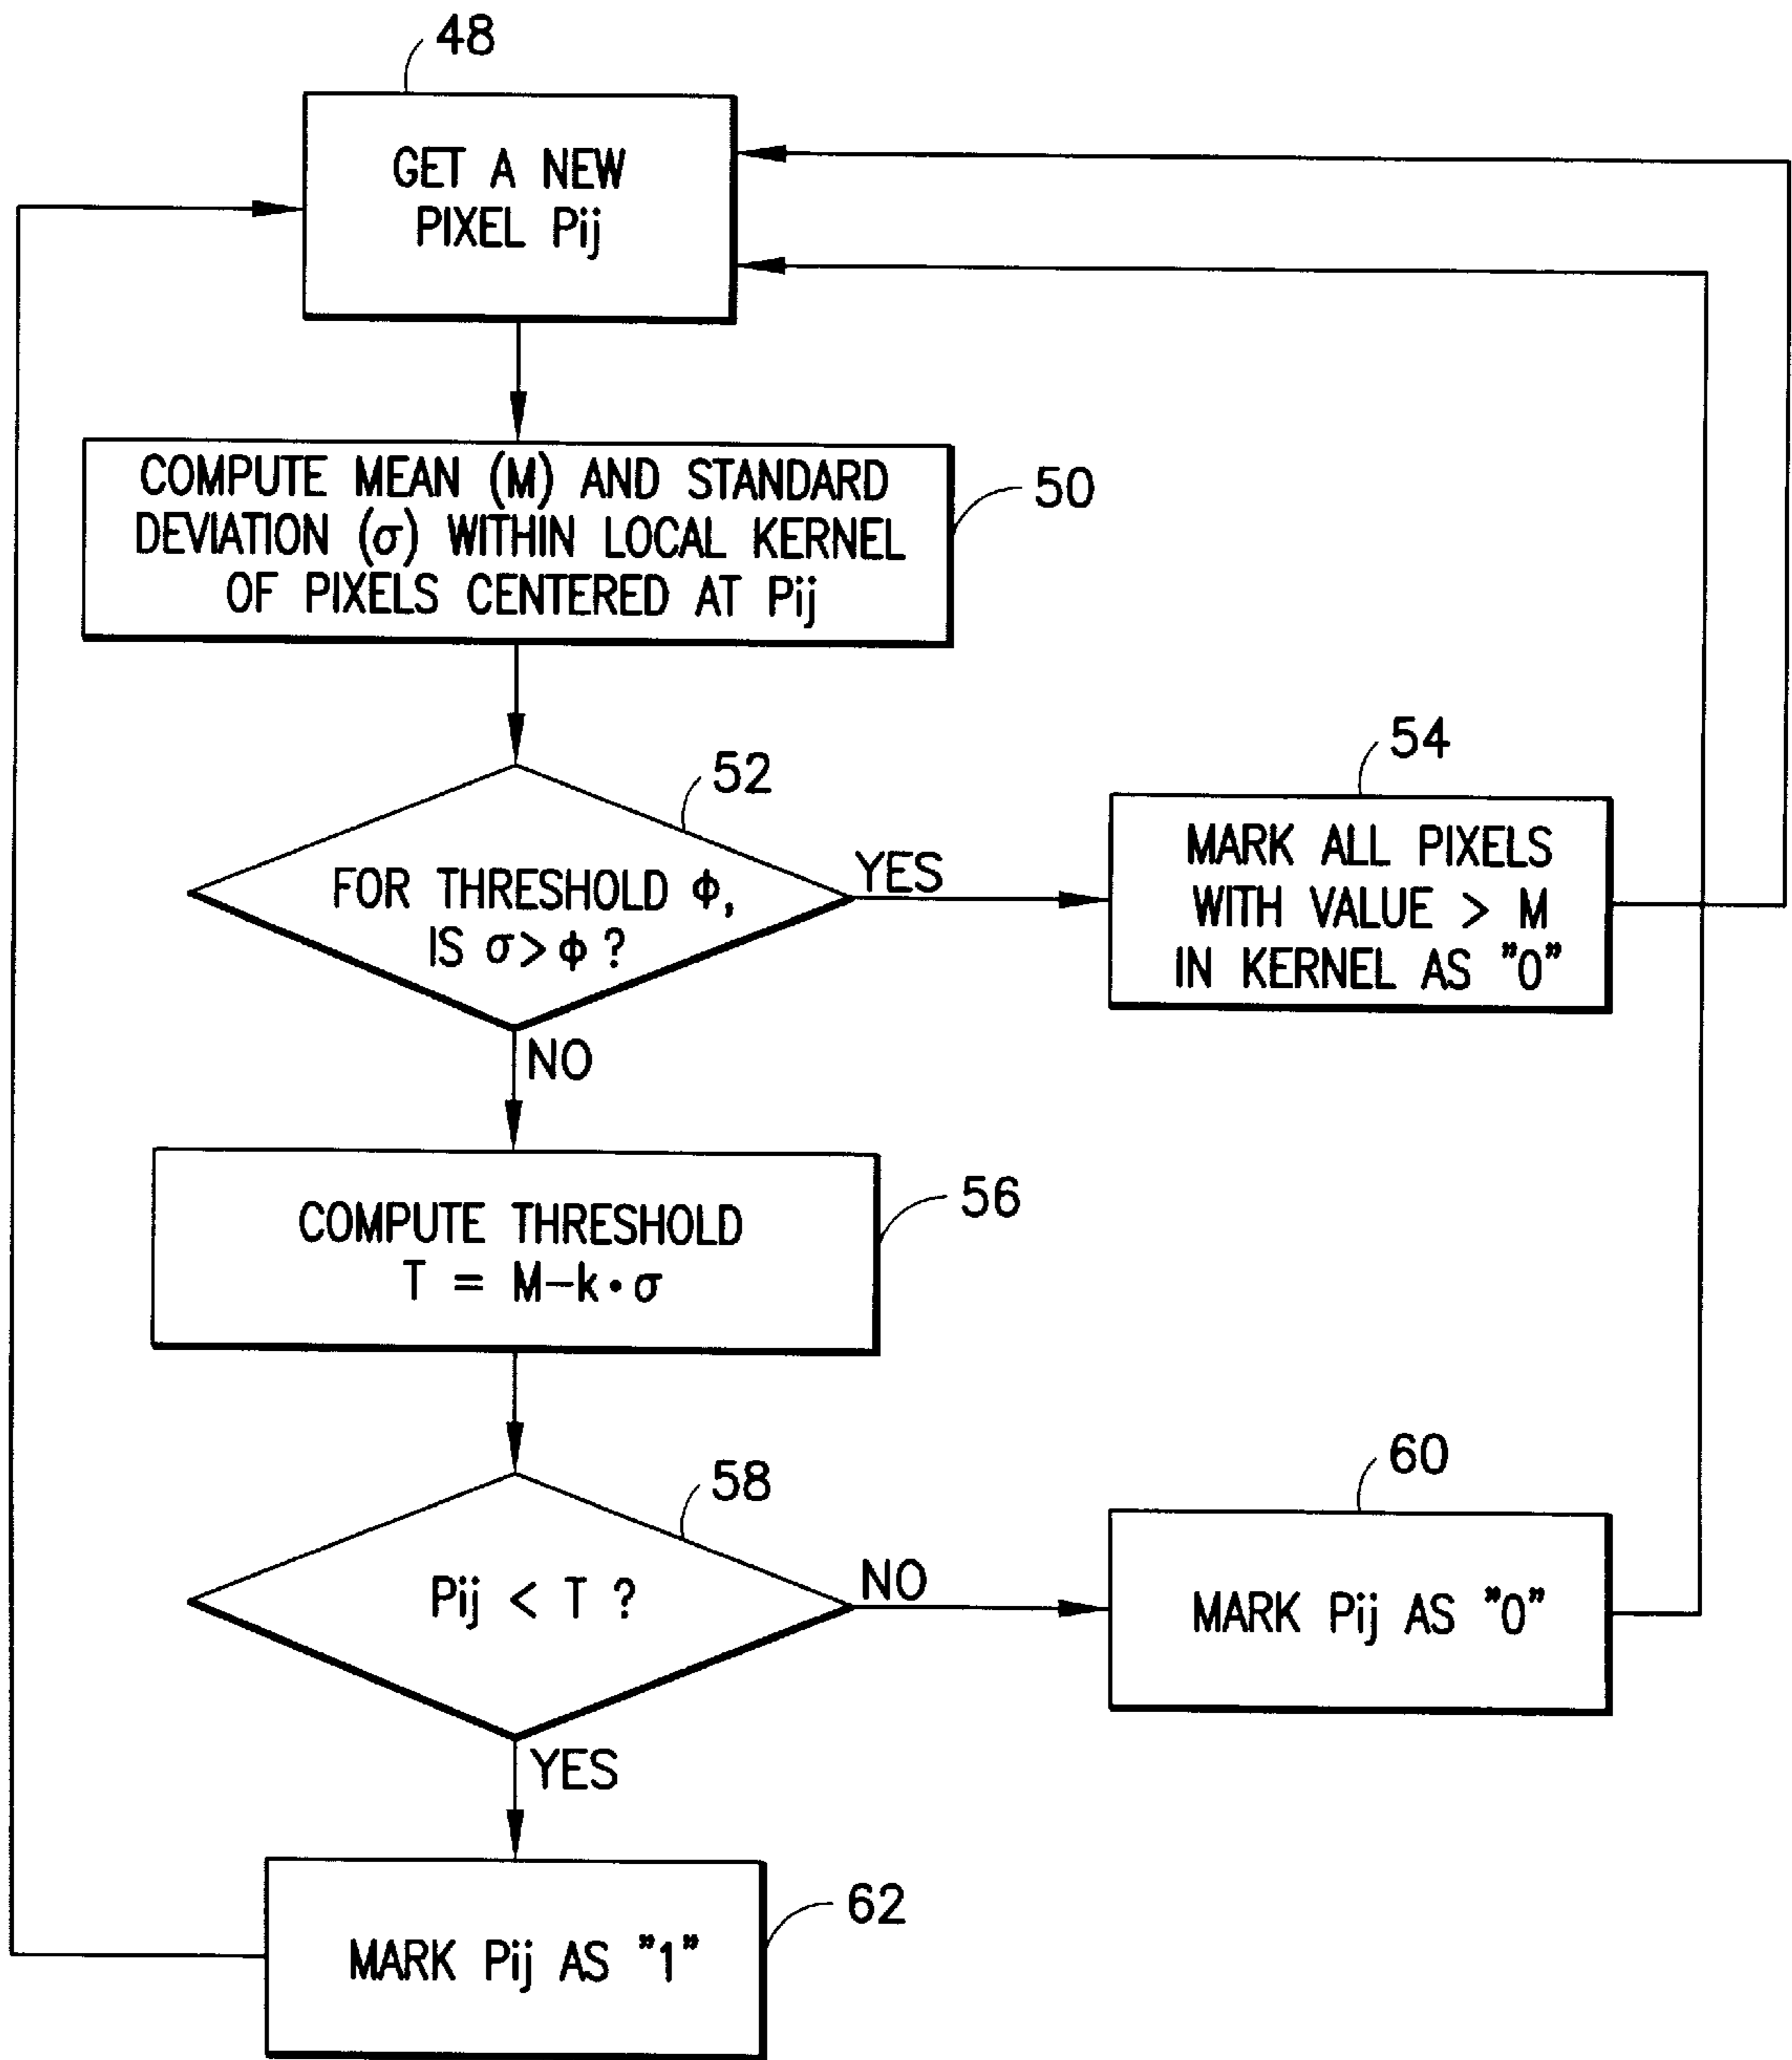 48
GET A NEW
PIXEL Pij
COMPUTE MEAN (M) AND STANDARD
DEVIATION (σ) WITHIN LOCAL KERNEL
OF PIXELS CENTERED AT Pij
50
52
FOR THRESHOLD ϕ,
IS σ>ϕ ?
YES
54
MARK ALL PIXELS
WITH VALUE > M
IN KERNEL AS "0"
NO
COMPUTE THRESHOLD
T = M−k•σ
56
58
Pij < T ?
NO
60
MARK Pij AS "0"
YES
MARK Pij AS "1"
62